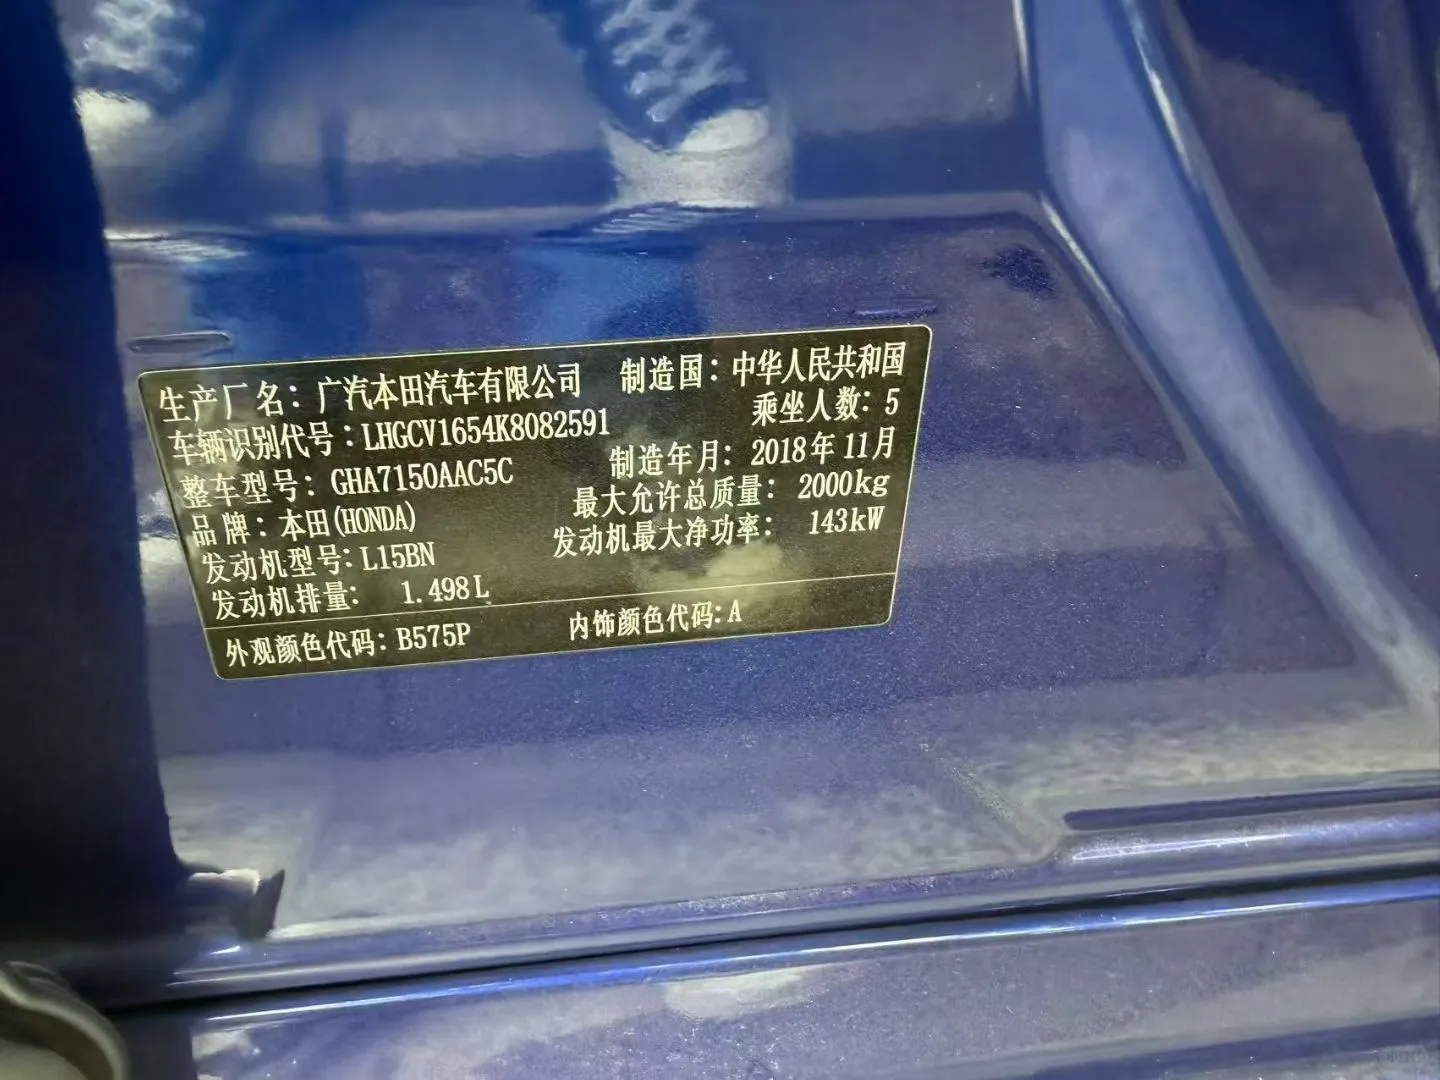 生产厂名：广汽本田汽车有限公司 制造国：中华人民共和国
车辆识别代号：LHGCV1654K8082591 乘坐人数：5
整车型号：GHA7150AAC5C 制造年月：2018年11月
品牌：本田(HONDA) 最大允许总质量：2000kg
发动机型号：L15BN 发动机最大净功率：143kW
发动机排量：1.498L
外观颜色代码：B575P 内饰颜色代码：A